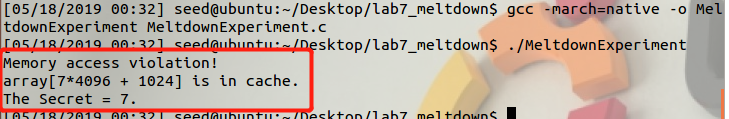 [05/18/2019 00:32] seed@ubuntu:~/Desktop/lab7_meltdown$ gcc -march=native -o Mel
tdownExperiment MeltdownExperiment.c
[05/18/2019 00:32] seed@ubuntu:~/Desktop/lab7_meltdown$ ./MeltdownExperiment
Memory access violation!
array[7*4096 + 1024] is in cache.
The Secret = 7.
[05/18/2019 00:32] seed@ubuntu:~/Desktop/lab7_meltdown$